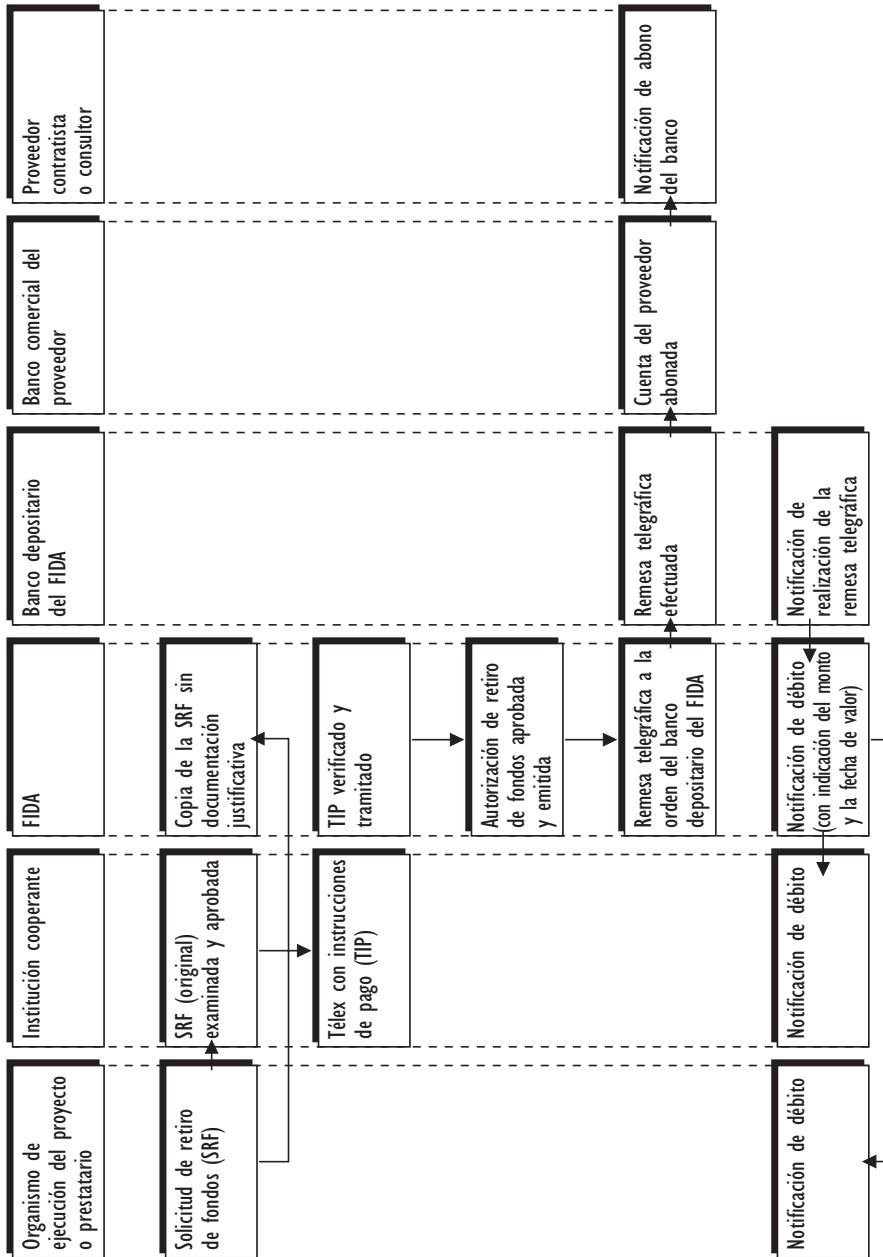 Organismo de
ejecución del proyecto
o prestatario
Institución cooperante
FIDA
Banco depositario
del FIDA
Banco comercial del
proveedor
Proveedor
contratista
o consultor
Solicitud de retiro
de fondos (SRF)
SRF (original)
examinada y aprobada
Copia de la SRF sin
documentación
justificativa
Télex con instrucciones
de pago (TIP)
TIP verificado y
tramitado
Autorización de retiro
de fondos aprobada
y emitida
Remesa telegráfica a la
orden del banco
depositario del FIDA
Remesa telegráfica
efectuada
Cuenta del proveedor
abonada
Notificación de abono
del banco
Notificación de débito
Notificación de débito
Notificación de débito
(con indicación del monto
y la fecha de valor)
Notificación de
realización de la
remesa telegráfica